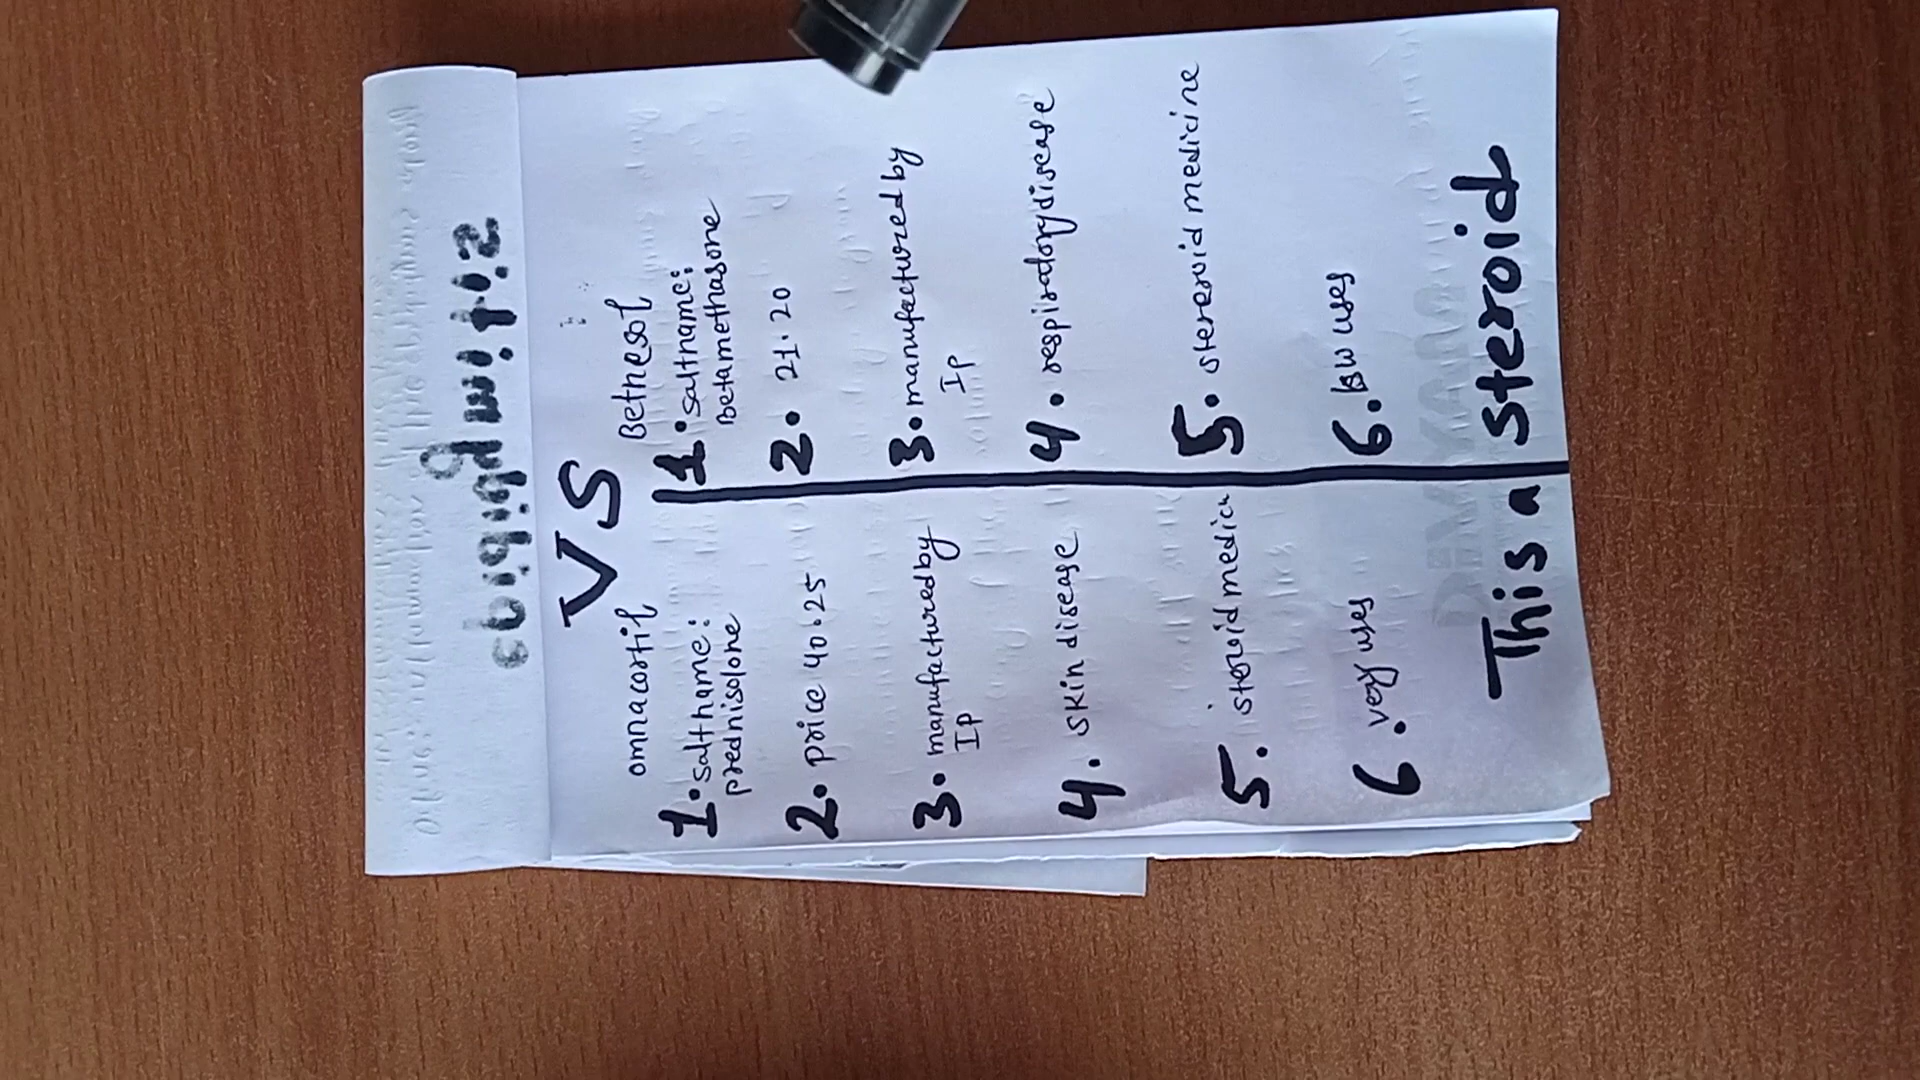 VS
omnacortil
1. saltname:
prednisolone
2. price 40.25
3. manufactured by
Ip
4. skin disease
5. steroid medicu
6. very uses
Betnesol
1. saltname:
Betamethasone
2. 21.20
3. manufactured by
Ip
4. respiratory disease
5. steroid medicine
6. low uses
This a steroid